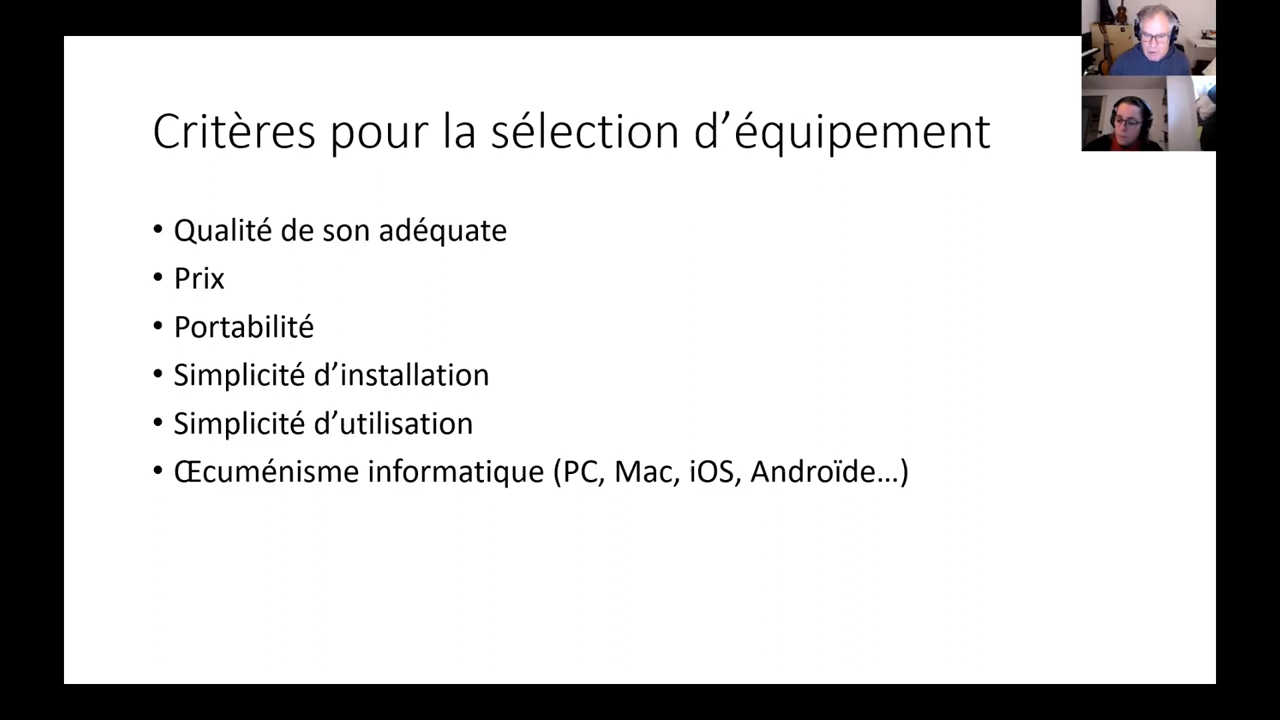 Critères pour la sélection d’équipement
• Qualité de son adéquate
• Prix
• Portabilité
• Simplicité d’installation
• Simplicité d’utilisation
• Œcuménisme informatique (PC, Mac, iOS, Androïde…)